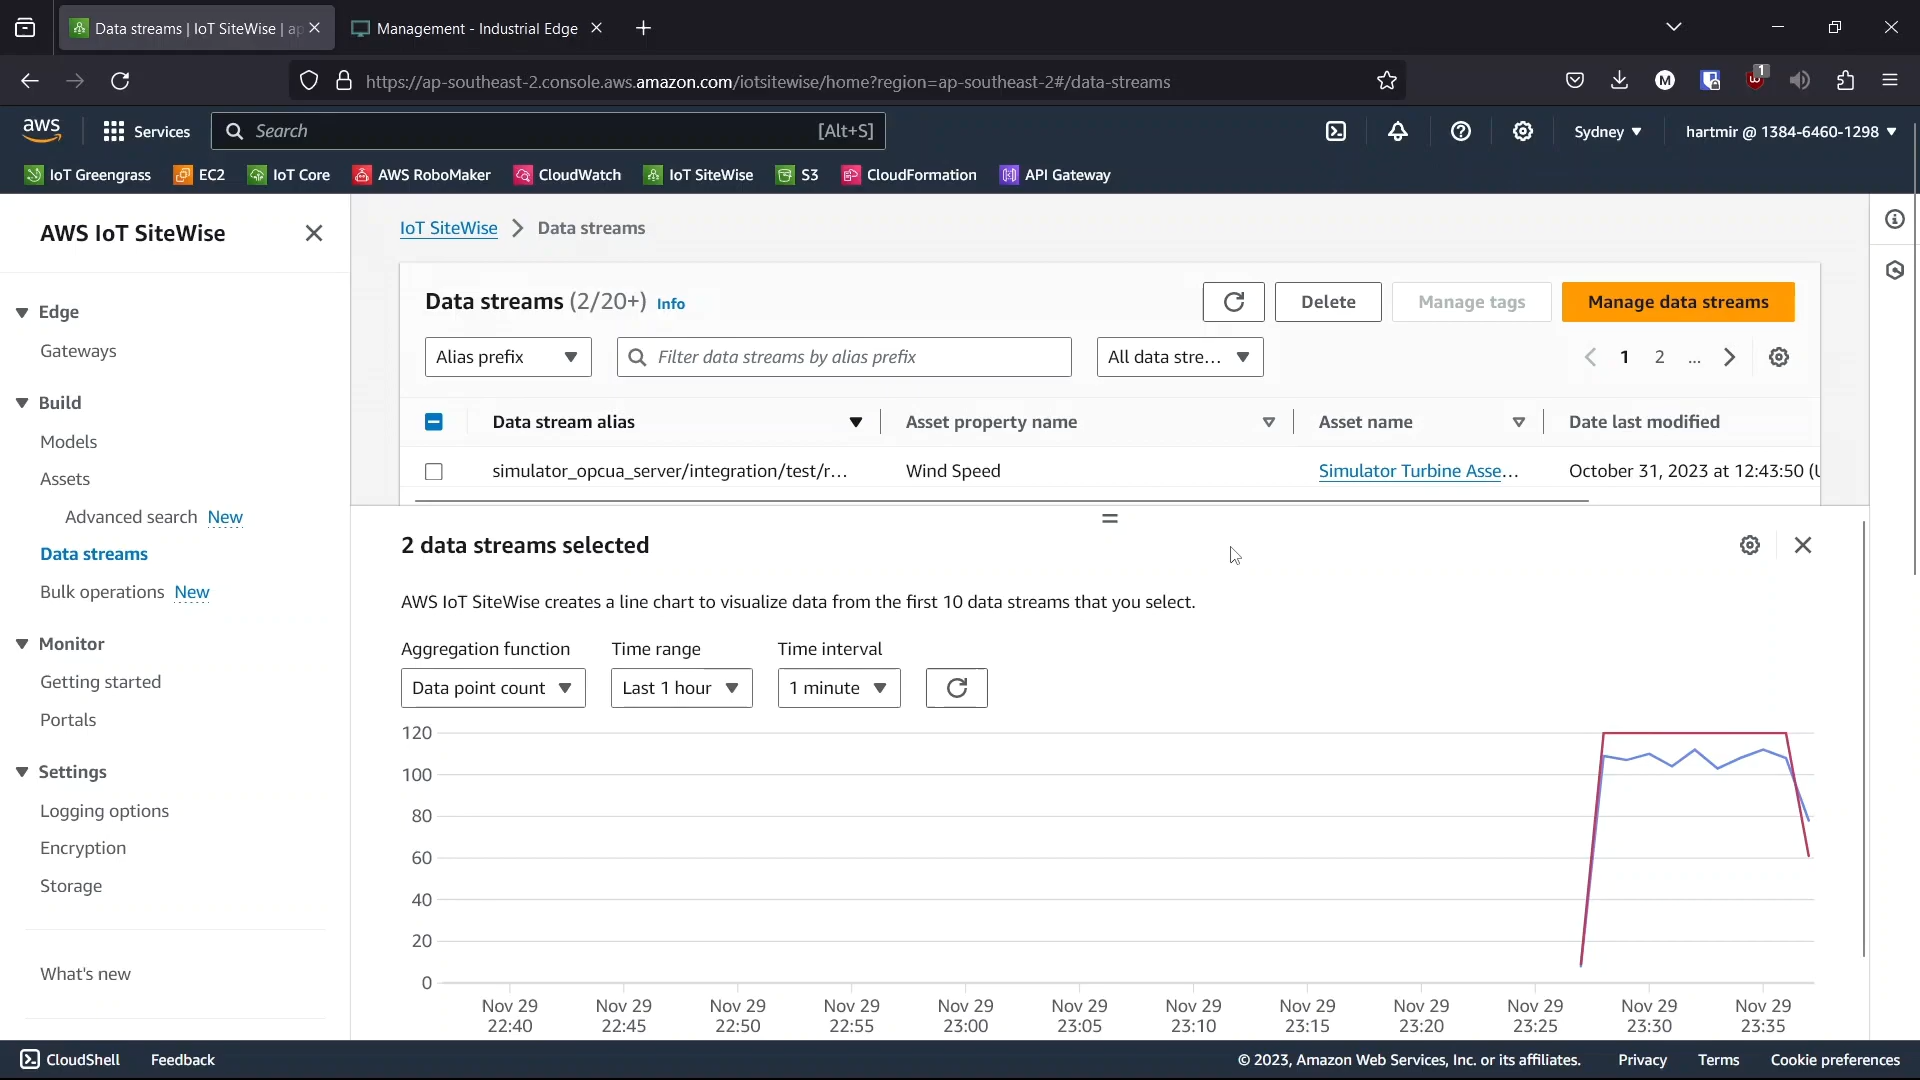 Data streams | IoT SiteWise | ap
Management - Industrial Edge
https://ap-southeast-2.console.aws.amazon.com/iotsitewise/home?region=ap-southeast-2#/data-streams
M
1
aws
Services
Search
[Alt+S]
Sydney
hartmir @ 1384-6460-1298
IoT Greengrass
EC2
IoT Core
AWS RoboMaker
CloudWatch
IoT SiteWise
S3
CloudFormation
API Gateway
AWS IoT SiteWise
Edge
Gateways
Build
Models
Assets
Advanced search New
Data streams
Bulk operations New
Monitor
Getting started
Portals
Settings
Logging options
Encryption
Storage
What's new
IoT SiteWise > Data streams
Data streams (2/20+) Info
Delete
Manage tags
Manage data streams
Alias prefix
Filter data streams by alias prefix
All data stre...
1 2 ...
Data stream alias
Asset property name
Asset name
Date last modified
simulator_opcua_server/integration/test/r...
Wind Speed
Simulator Turbine Asse...
October 31, 2023 at 12:43:50 (U
2 data streams selected
AWS IoT SiteWise creates a line chart to visualize data from the first 10 data streams that you select.
Aggregation function
Time range
Time interval
Data point count
Last 1 hour
1 minute
120
100
80
60
40
20
0
Nov 29 22:40
Nov 29 22:45
Nov 29 22:50
Nov 29 22:55
Nov 29 23:00
Nov 29 23:05
Nov 29 23:10
Nov 29 23:15
Nov 29 23:20
Nov 29 23:25
Nov 29 23:30
Nov 29 23:35
CloudShell
Feedback
© 2023, Amazon Web Services, Inc. or its affiliates.
Privacy
Terms
Cookie preferences